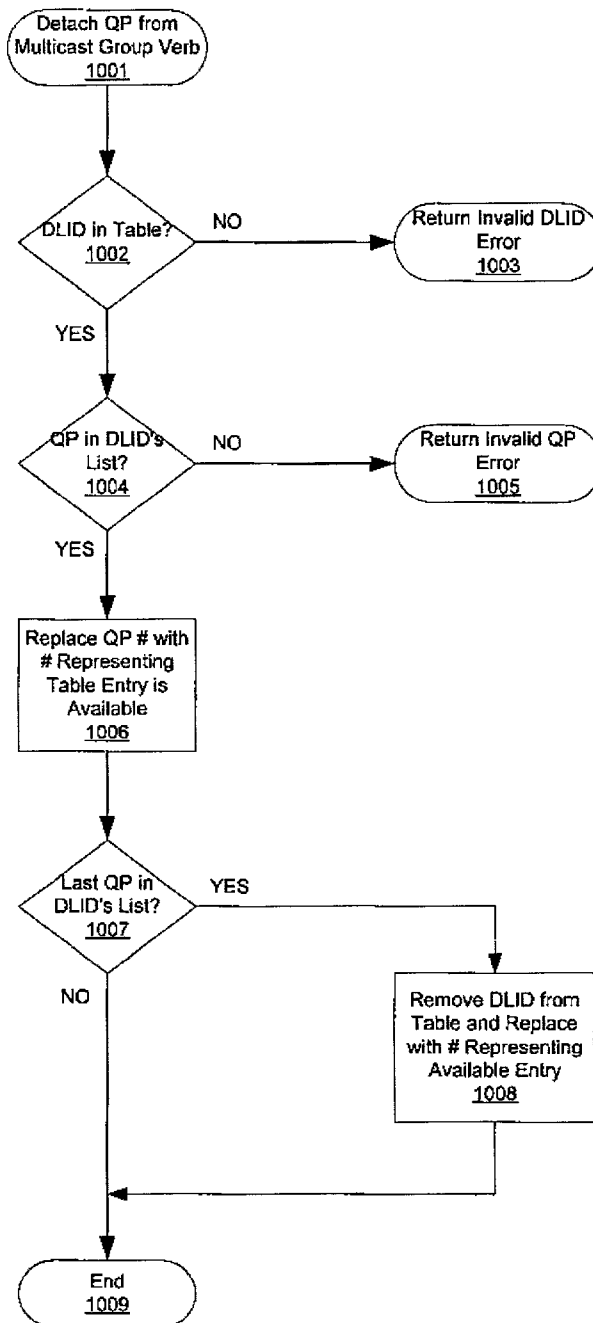 Detach QP from
Multicast Group Verb
1001
DLID in Table?
1002
NO
Return Invalid DLID
Error
1003
YES
QP in DLID's
List?
1004
NO
Return Invalid QP
Error
1005
YES
Replace QP # with
# Representing
Table Entry is
Available
1006
Last QP in
DLID's List?
1007
YES
NO
Remove DLID from
Table and Replace
with # Representing
Available Entry
1008
End
1009